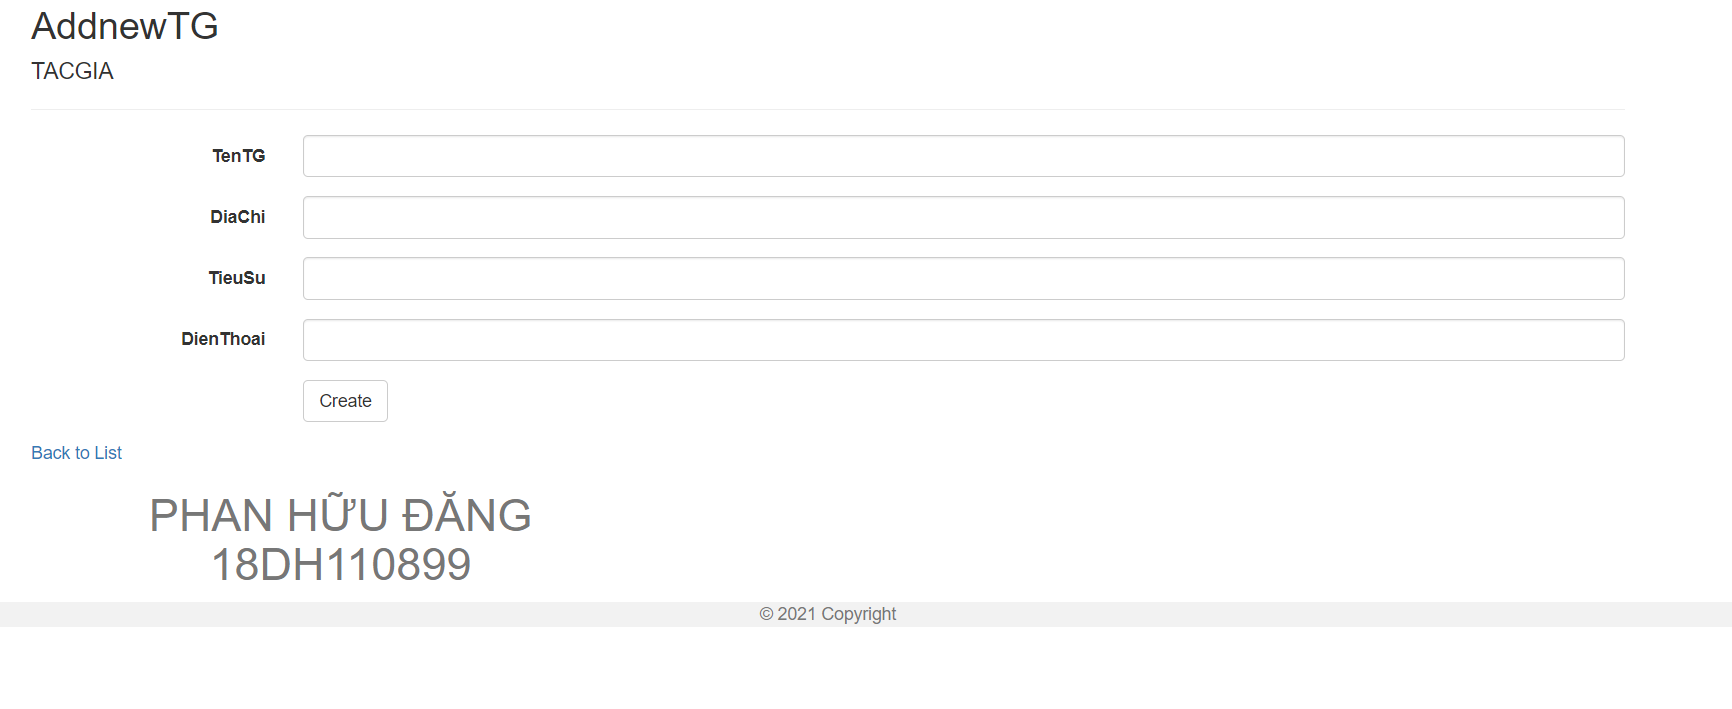 AddnewTG
TACGIA
TenTG
DiaChi
TieuSu
DienThoai
Create
Back to List
PHAN HỮU ĐĂNG
18DH110899
© 2021 Copyright